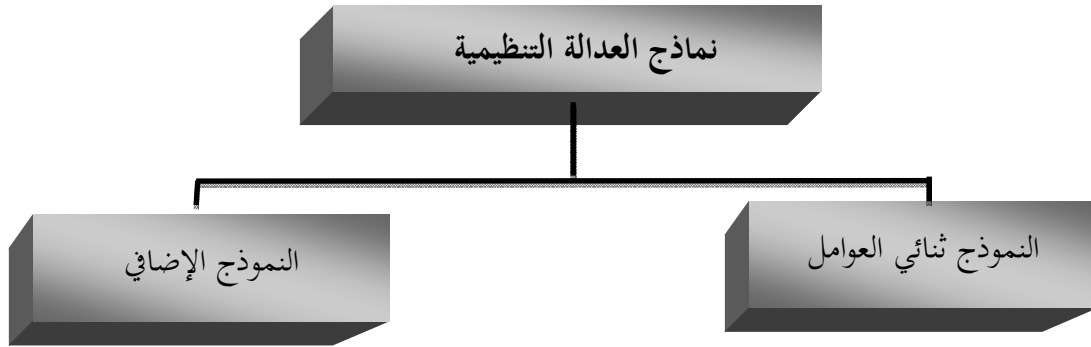 نماذج العدالة التنظيمية
النموذج ثنائي العوامل
النموذج الإضافي